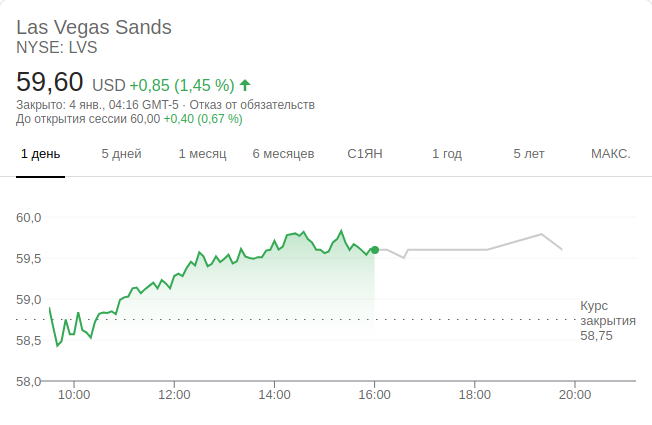 Las Vegas Sands
NYSE: LVS
59,60 USD +0,85 (1,45 %)
Закрыто: 4 янв., 04:16 GMT-5 · Отказ от обязательств
До открытия сессии 60,00 +0,40 (0,67 %)
1 день 5 дней 1 месяц 6 месяцев С1ЯН 1 год 5 лет МАКС.
60,0
59,5
59,0
58,5
58,0
Курс
закрытия
58,75
10:00 12:00 14:00 16:00 18:00 20:00